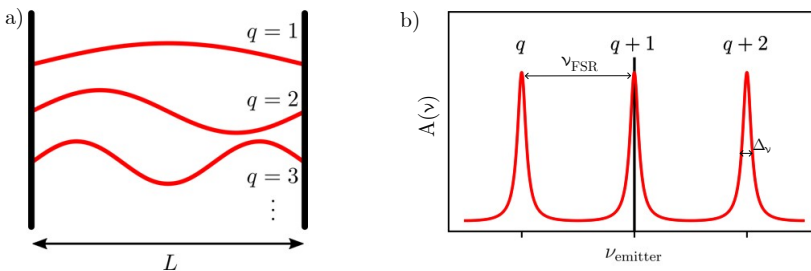 a)
q = 1
q = 2
q = 3
⋮
L
b)
q
q + 1
q + 2
ν_FSR
A(ν)
Δ_ν
ν_emitter